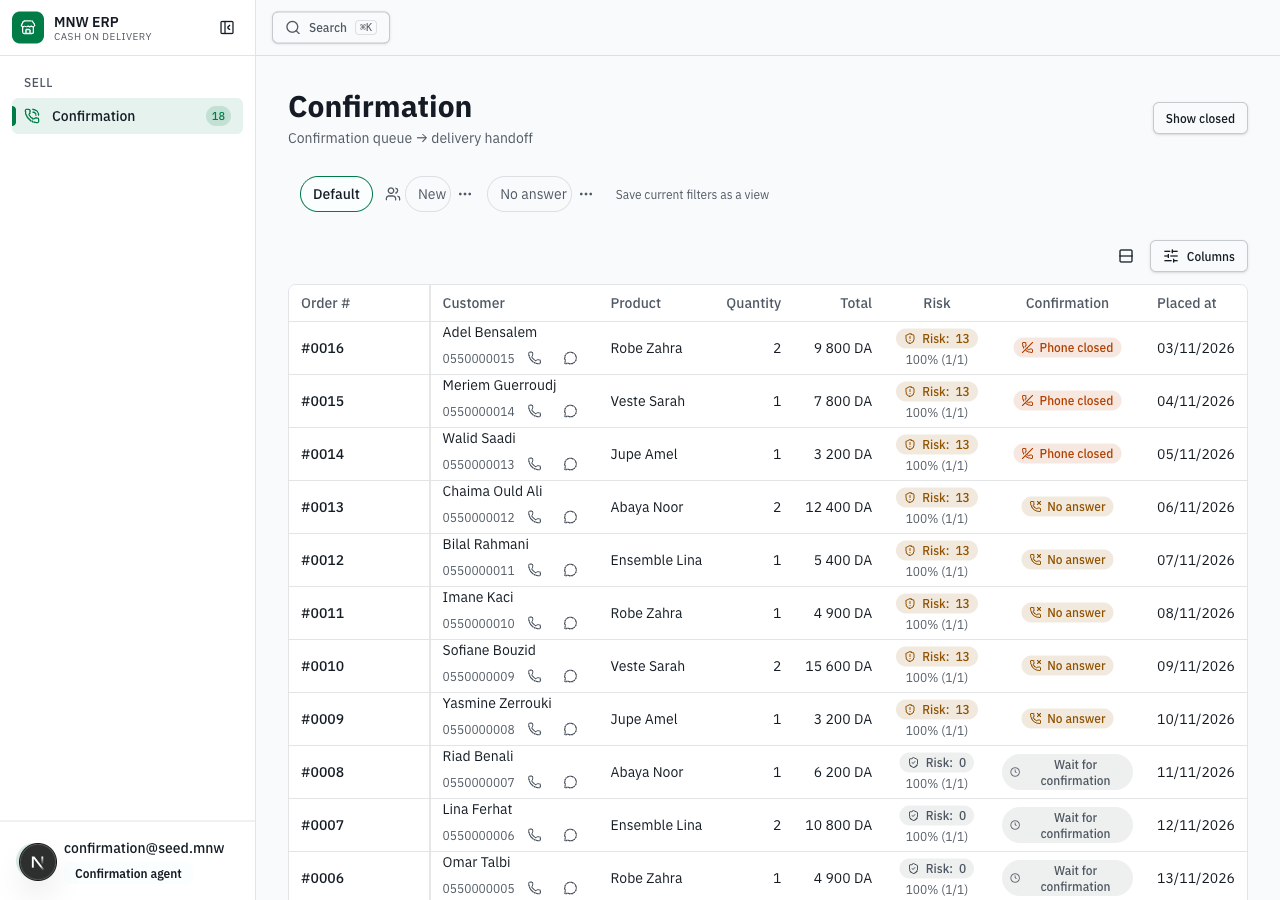 MNW ERP
CASH ON DELIVERY
Search ⌘K
SELL
Confirmation 18
Confirmation
Confirmation queue → delivery handoff
Show closed
Default New ••• No answer ••• Save current filters as a view
Columns
Order # Customer Product Quantity Total Risk Confirmation Placed at
#0016 Adel Bensalem 0550000015 Robe Zahra 2 9 800 DA Risk: 13 100% (1/1) Phone closed 03/11/2026
#0015 Meriem Guerroudj 0550000014 Veste Sarah 1 7 800 DA Risk: 13 100% (1/1) Phone closed 04/11/2026
#0014 Walid Saadi 0550000013 Jupe Amel 1 3 200 DA Risk: 13 100% (1/1) Phone closed 05/11/2026
#0013 Chaima Ould Ali 0550000012 Abaya Noor 2 12 400 DA Risk: 13 100% (1/1) No answer 06/11/2026
#0012 Bilal Rahmani 0550000011 Ensemble Lina 1 5 400 DA Risk: 13 100% (1/1) No answer 07/11/2026
#0011 Imane Kaci 0550000010 Robe Zahra 1 4 900 DA Risk: 13 100% (1/1) No answer 08/11/2026
#0010 Sofiane Bouzid 0550000009 Veste Sarah 2 15 600 DA Risk: 13 100% (1/1) No answer 09/11/2026
#0009 Yasmine Zerrouki 0550000008 Jupe Amel 1 3 200 DA Risk: 13 100% (1/1) No answer 10/11/2026
#0008 Riad Benali 0550000007 Abaya Noor 1 6 200 DA Risk: 0 100% (1/1) Wait for confirmation 11/11/2026
#0007 Lina Ferhat 0550000006 Ensemble Lina 2 10 800 DA Risk: 0 100% (1/1) Wait for confirmation 12/11/2026
#0006 Omar Talbi 0550000005 Robe Zahra 1 4 900 DA Risk: 0 100% (1/1) Wait for confirmation 13/11/2026
N
confirmation@seed.mnw
Confirmation agent